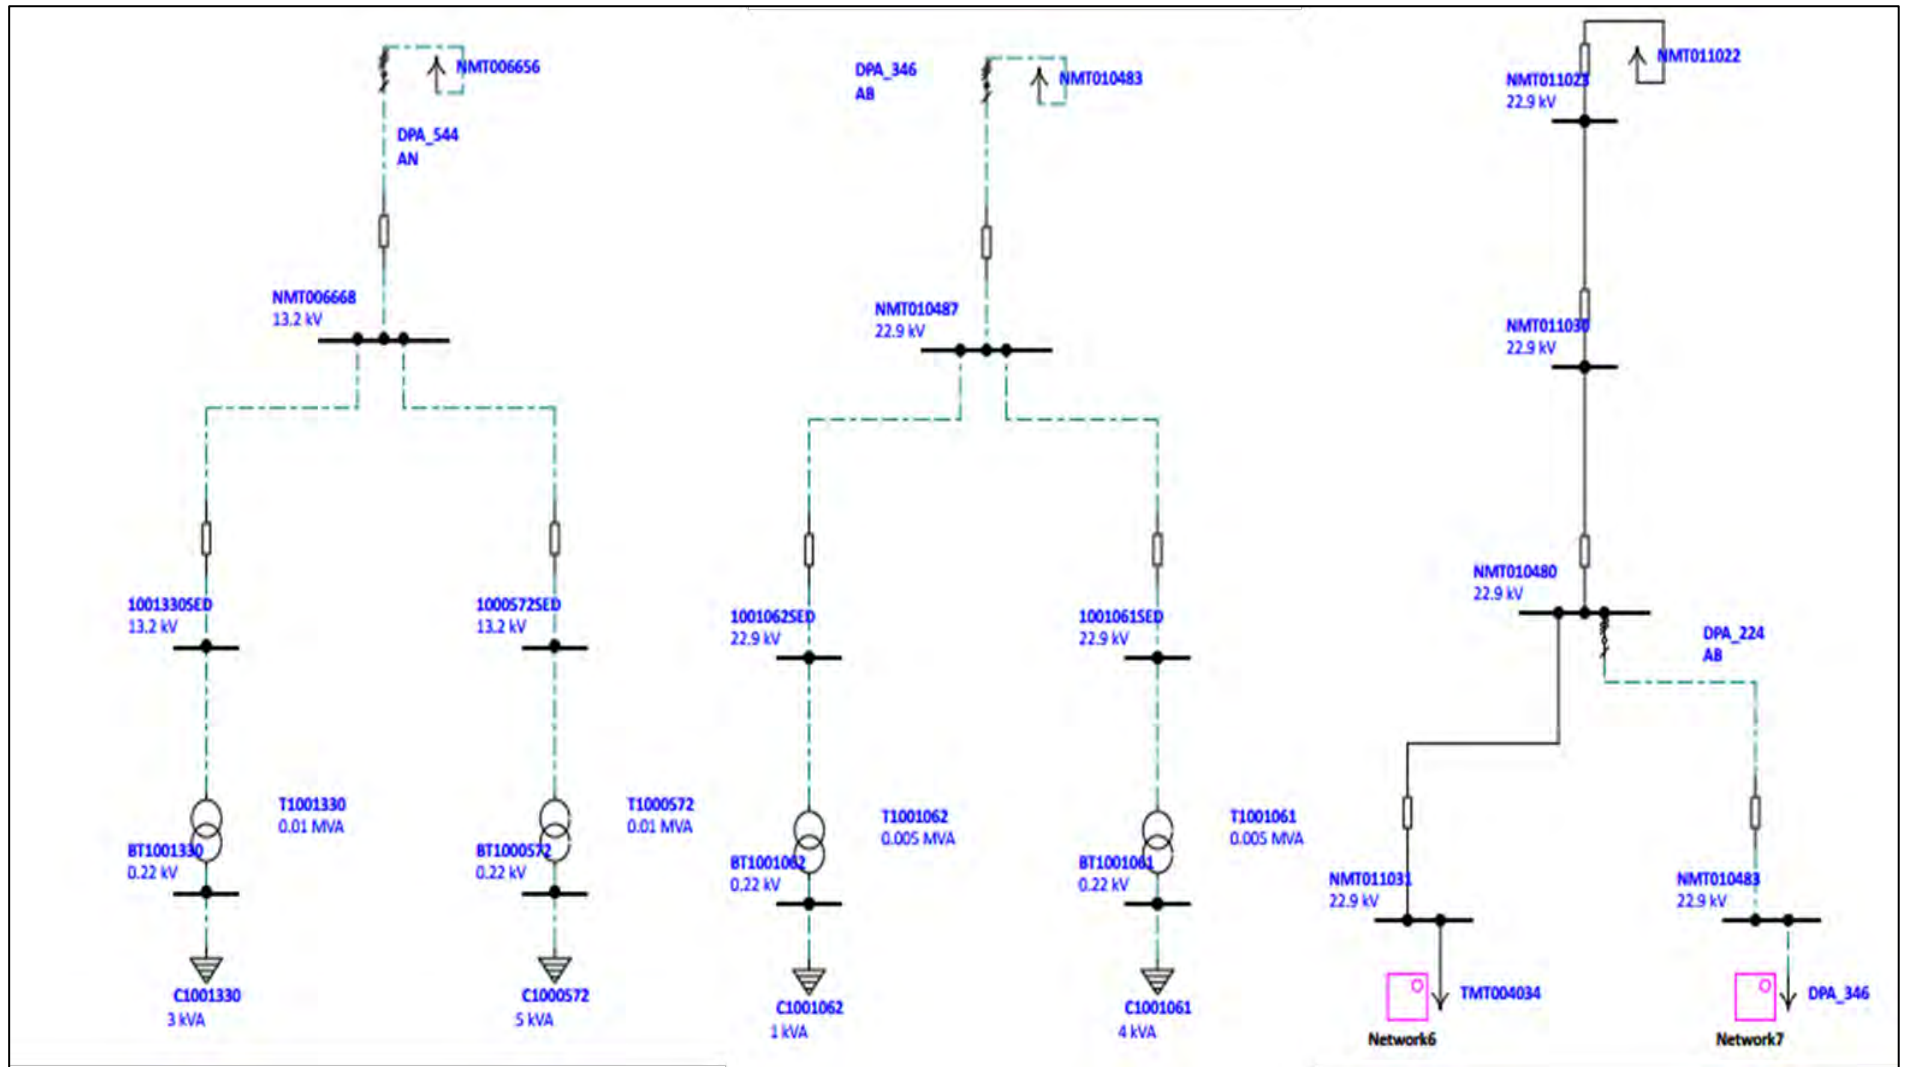 NMT006656
DPA_544
AN
NMT006668
13.2 kV
1001330SED
13.2 kV
1000572SED
13.2 kV
T1001330
0.01 MVA
T1000572
0.01 MVA
BT1001330
0.22 kV
BT1000572
0.22 kV
C1001330
3 kVA
C1000572
5 kVA
DPA_346
AB
NMT010483
NMT010487
22.9 kV
1001062SED
22.9 kV
1001061SED
22.9 kV
T1001062
0.005 MVA
T1001061
0.005 MVA
BT1001062
0.22 kV
BT1001061
0.22 kV
C1001062
1 kVA
C1001061
4 kVA
NMT011022
NMT011023
22.9 kV
NMT011030
22.9 kV
NMT010480
22.9 kV
DPA_224
AB
NMT011031
22.9 kV
NMT010483
22.9 kV
TMT004034
DPA_346
Network6
Network7